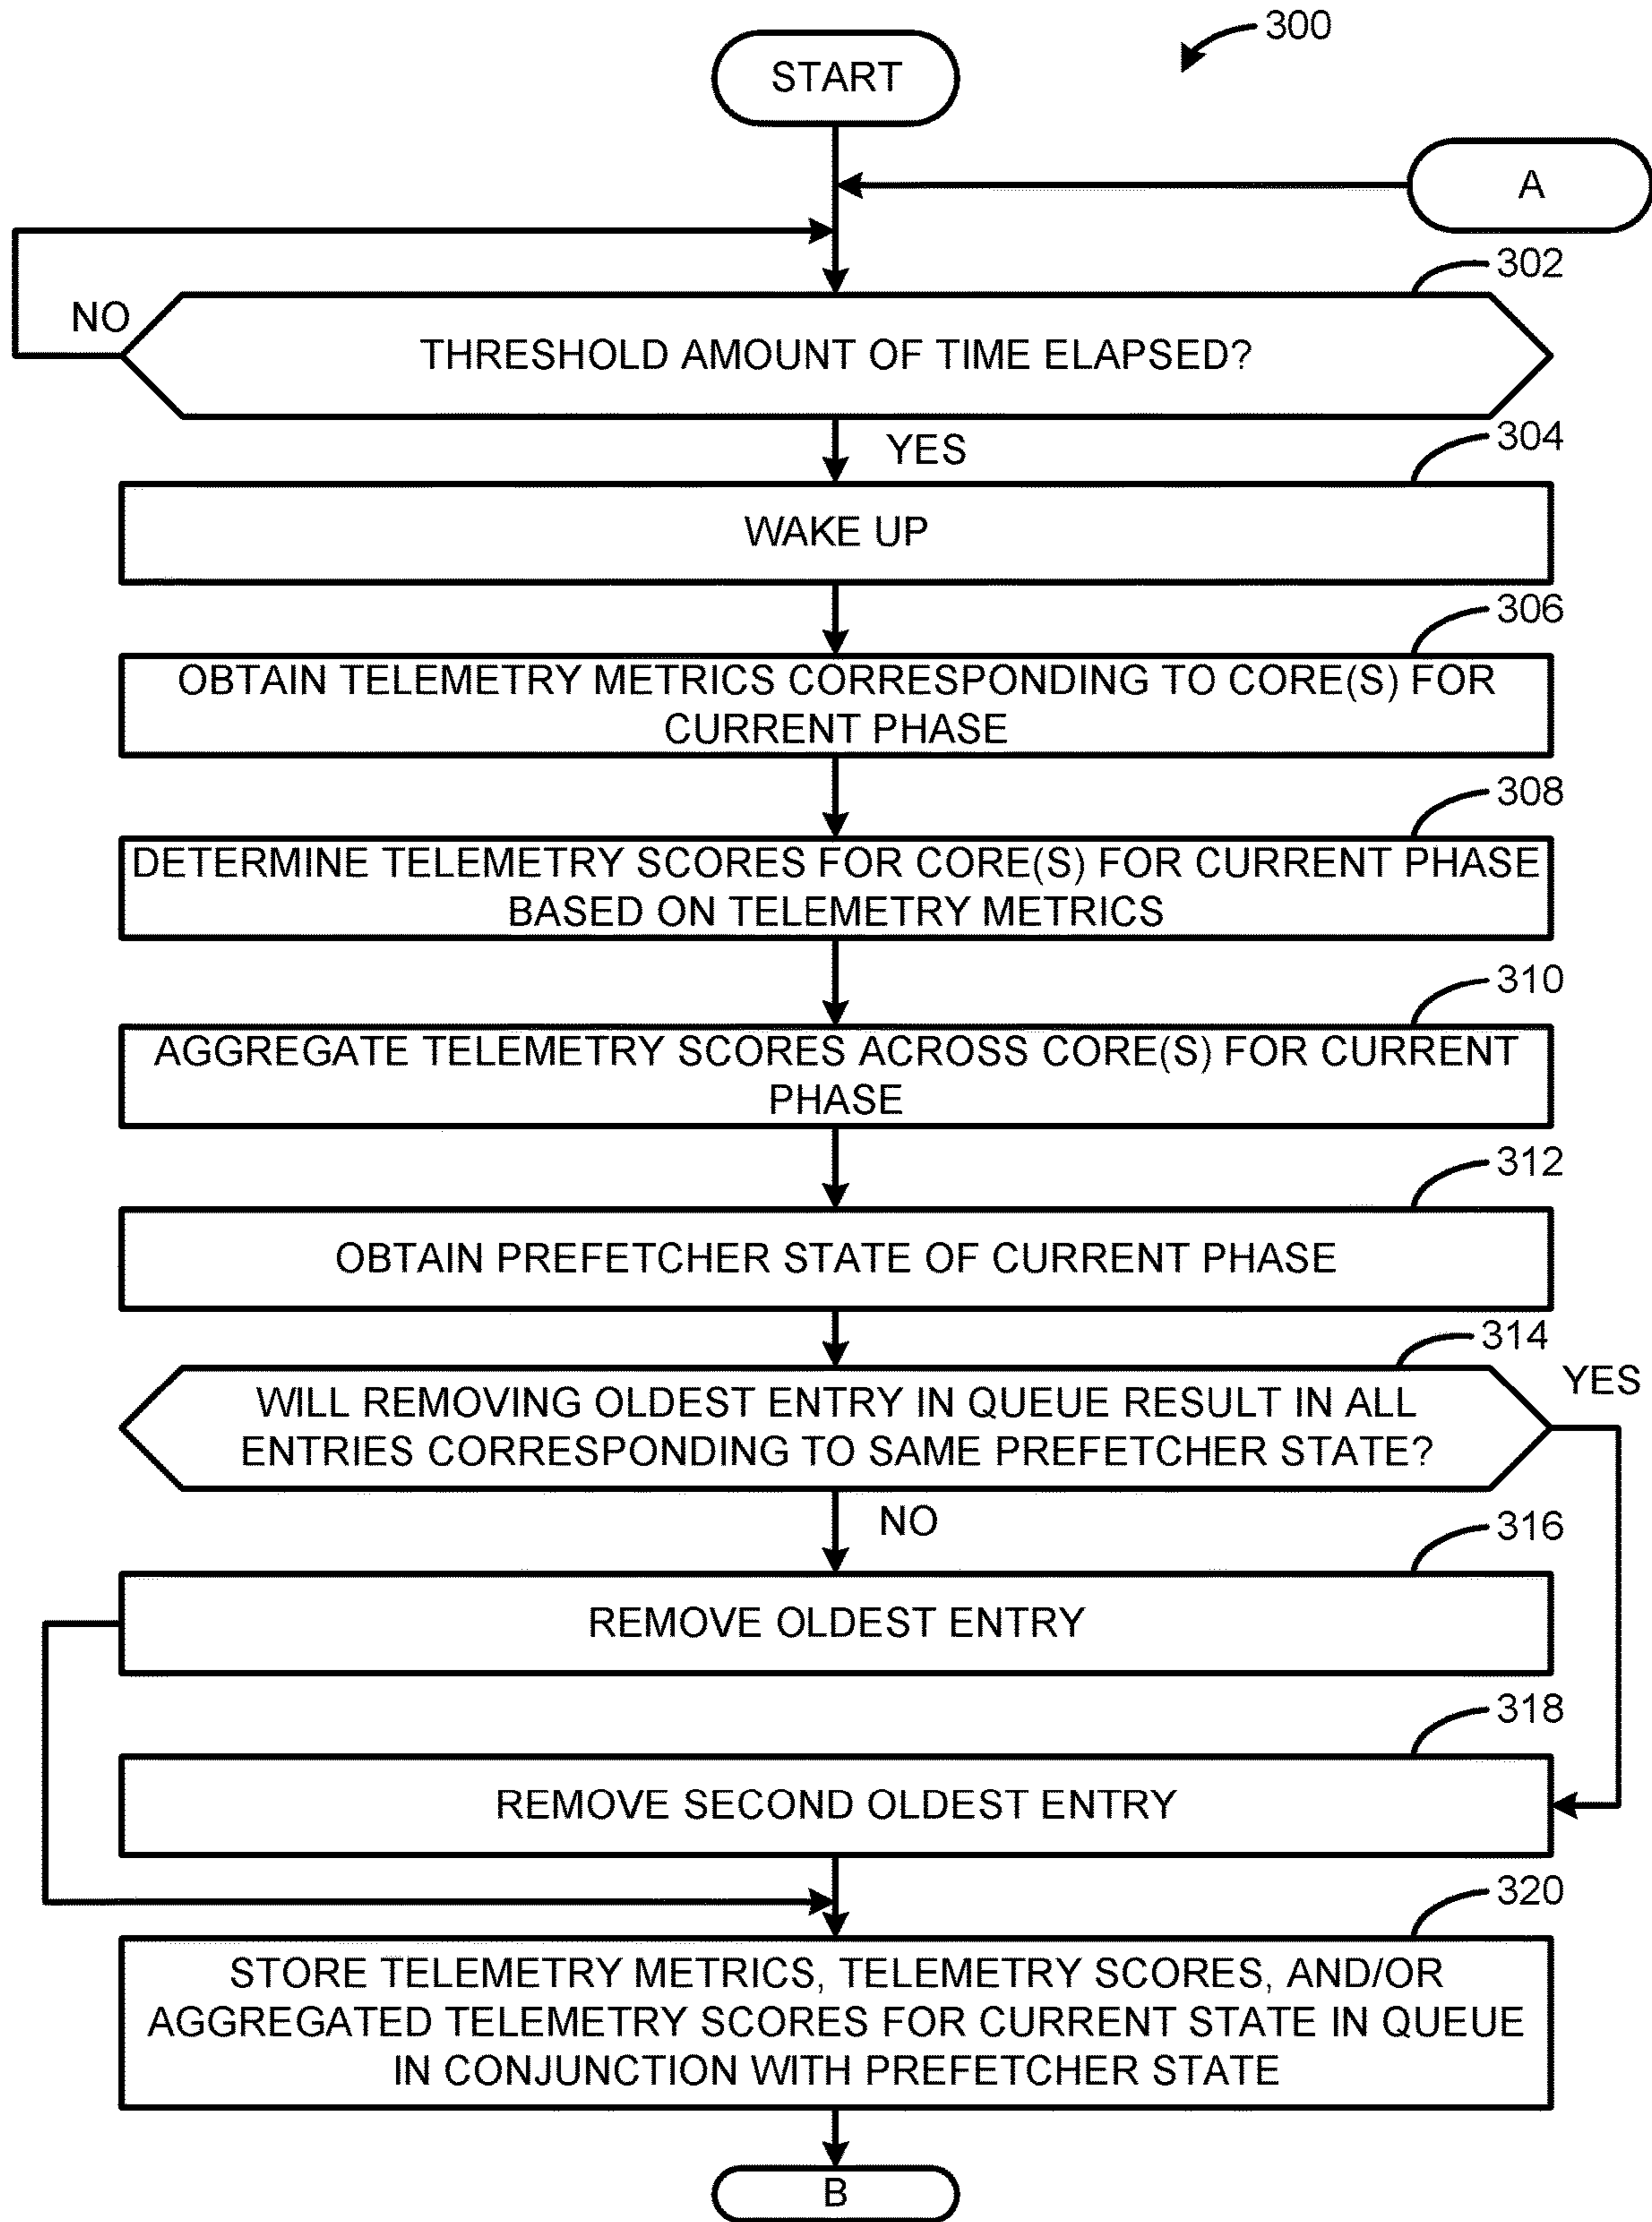 300
START
A
302
NO
THRESHOLD AMOUNT OF TIME ELAPSED?
YES
304
WAKE UP
306
OBTAIN TELEMETRY METRICS CORRESPONDING TO CORE(S) FOR
CURRENT PHASE
308
DETERMINE TELEMETRY SCORES FOR CORE(S) FOR CURRENT PHASE
BASED ON TELEMETRY METRICS
310
AGGREGATE TELEMETRY SCORES ACROSS CORE(S) FOR CURRENT
PHASE
312
OBTAIN PREFETCHER STATE OF CURRENT PHASE
314
YES
WILL REMOVING OLDEST ENTRY IN QUEUE RESULT IN ALL
ENTRIES CORRESPONDING TO SAME PREFETCHER STATE?
NO
316
REMOVE OLDEST ENTRY
318
REMOVE SECOND OLDEST ENTRY
320
STORE TELEMETRY METRICS, TELEMETRY SCORES, AND/OR
AGGREGATED TELEMETRY SCORES FOR CURRENT STATE IN QUEUE
IN CONJUNCTION WITH PREFETCHER STATE
B